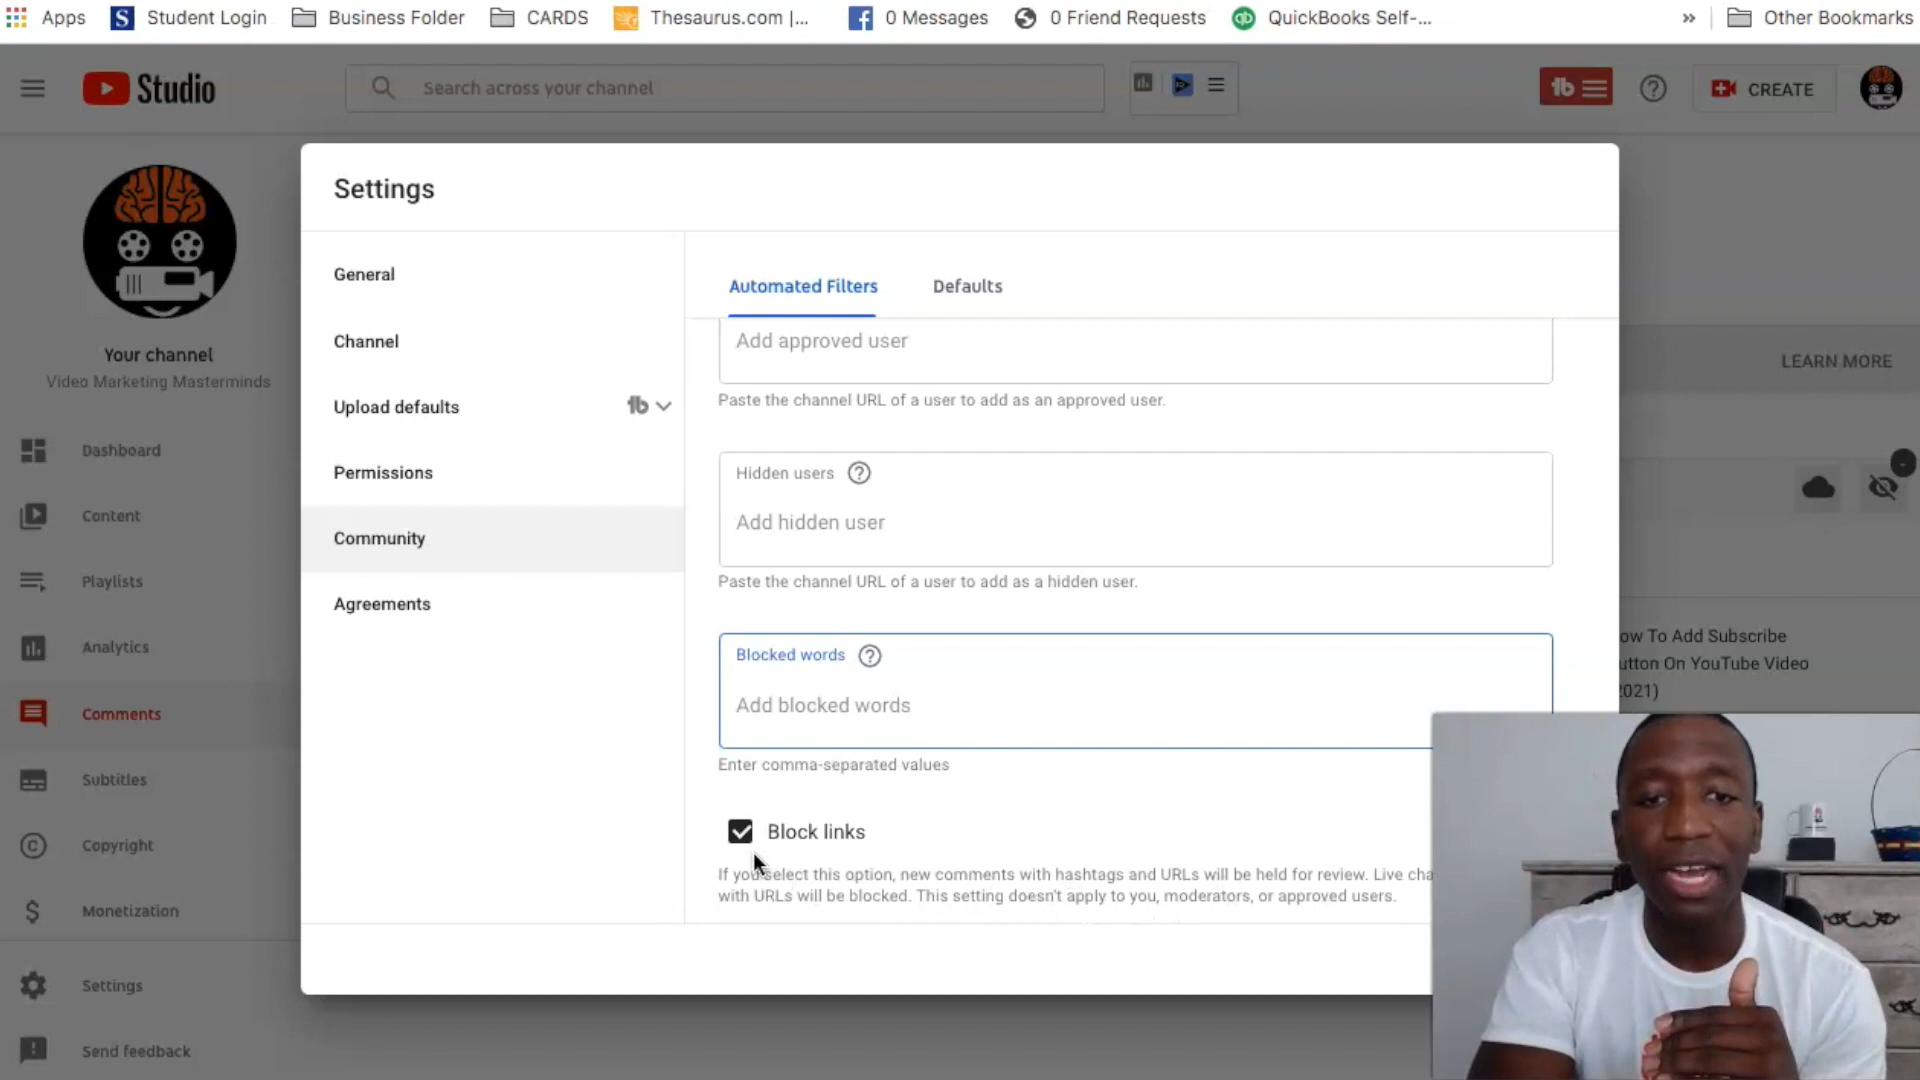 Apps
S Student Login
Business Folder
CARDS
Thesaurus.com |...
0 Messages
0 Friend Requests
qb QuickBooks Self-...
»
Other Bookmarks
Studio
Search across your channel
tb
CREATE
Settings
Your channel
Video Marketing Masterminds
Dashboard
Content
Playlists
Analytics
Comments
Subtitles
Copyright
Monetization
Settings
Send feedback
General
Channel
Upload defaults tb
Permissions
Community
Agreements
Automated Filters
Defaults
Add approved user
Paste the channel URL of a user to add as an approved user.
Hidden users ?
Add hidden user
Paste the channel URL of a user to add as a hidden user.
Blocked words ?
Add blocked words
Enter comma-separated values
Block links
If you select this option, new comments with hashtags and URLs will be held for review. Live cha
with URLs will be blocked. This setting doesn't apply to you, moderators, or approved users.
LEARN MORE
ow To Add Subscribe
utton On YouTube Video
2021)